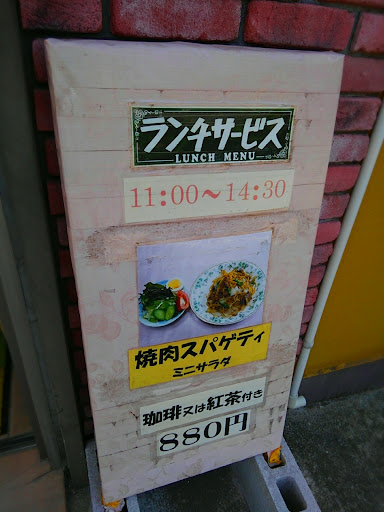 ランチサービス
LUNCH MENU
11:00〜14:30
焼肉スパゲティ
ミニサラダ
珈琲又は紅茶付き
880円